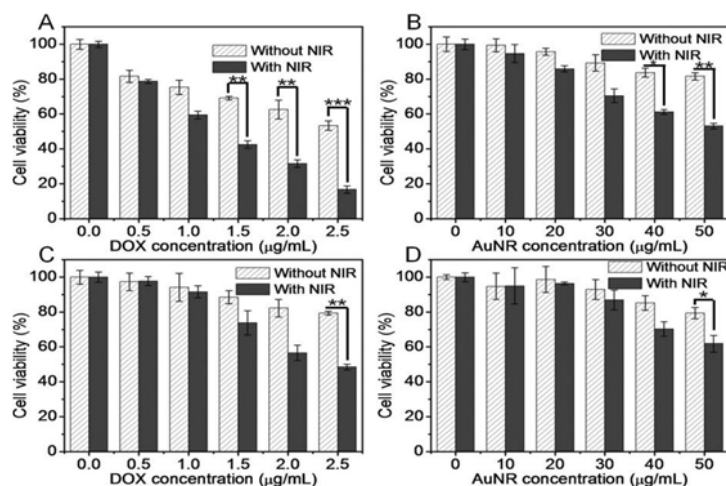 A
Without NIR
With NIR
**
**
***
100
80
60
40
20
0
Cell viability (%)
0.0 0.5 1.0 1.5 2.0 2.5
DOX concentration (μg/mL)
B
Without NIR
With NIR
*
**
100
80
60
40
20
0
Cell viability (%)
0 10 20 30 40 50
AuNR concentration (μg/mL)
C
Without NIR
With NIR
**
100
80
60
40
20
0
Cell viability (%)
0.0 0.5 1.0 1.5 2.0 2.5
DOX concentration (μg/mL)
D
Without NIR
With NIR
*
100
80
60
40
20
0
Cell viability (%)
0 10 20 30 40 50
AuNR concentration (μg/mL)